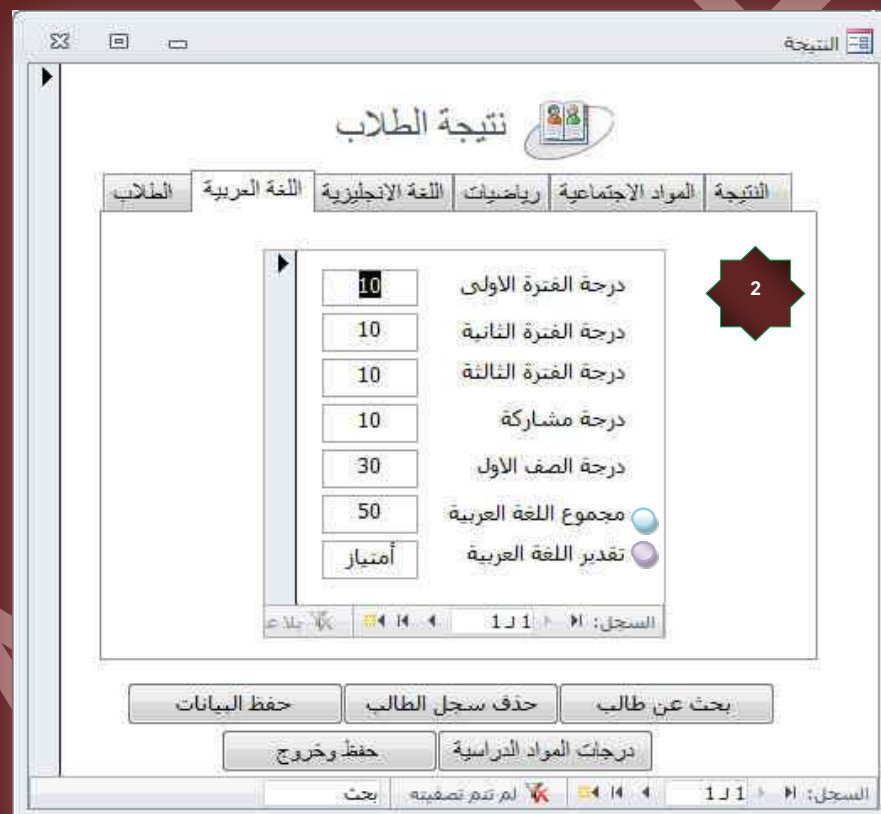 النتيجة
نتيجة الطلاب
النتيجة المواد الاجتماعية رياضيات اللغة الانجليزية اللغة العربية الطلاب
2
درجة الفترة الاولى 10
درجة الفترة الثانية 10
درجة الفترة الثالثة 10
درجة مشاركة 10
درجة الصف الاول 30
مجموع اللغة العربية 50
تقدير اللغة العربية أمتياز
السجل: 1 لـ 1 بلا
بحث عن طالب حذف سجل الطالب حفظ البيانات
درجات المواد الدراسية حفظ وخروج
السجل: 1 لـ 1 لم تتم تصفيته بحث